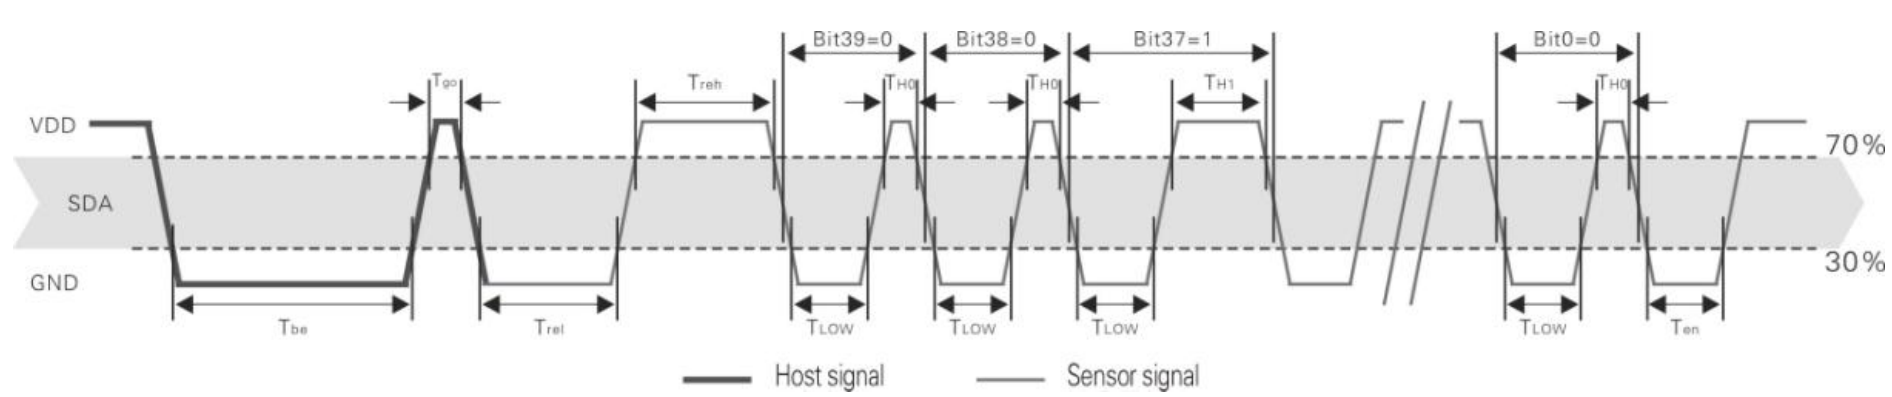 Bit39=0 Bit38=0 Bit37=1 Bit0=0
Tgo Treh TH0 TH0 TH1 TH0
VDD
70%
SDA
30%
GND
Tbe Trel TLOW TLOW TLOW TLOW Ten
Host signal Sensor signal